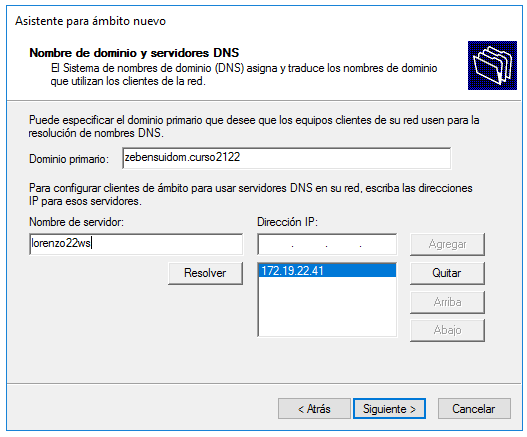 Asistente para ámbito nuevo
Nombre de dominio y servidores DNS
El Sistema de nombres de dominio (DNS) asigna y traduce los nombres de dominio
que utilizan los clientes de la red.
Puede especificar el dominio primario que desee que los equipos clientes de su red usen para la
resolución de nombres DNS.
Dominio primario: zebensuidom.curso2122
Para configurar clientes de ámbito para usar servidores DNS en su red, escriba las direcciones
IP para esos servidores.
Nombre de servidor: Dirección IP:
lorenzo22ws . . . Agregar
Resolver 172.19.22.41 Quitar
Arriba
Abajo
< Atrás Siguiente > Cancelar